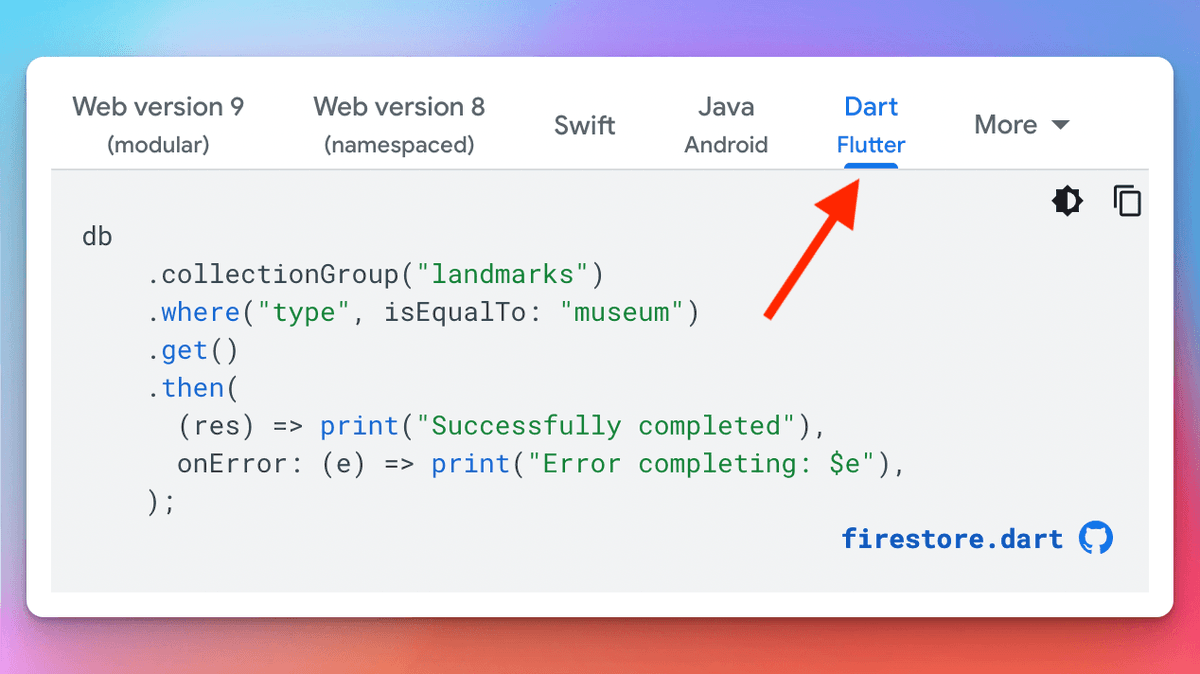 Web version 9
(modular)
Web version 8
(namespaced)
Swift
Java
Android
Dart
Flutter
More
db
    .collectionGroup("landmarks")
    .where("type", isEqualTo: "museum")
    .get()
    .then(
      (res) => print("Successfully completed"),
      onError: (e) => print("Error completing: $e"),
    );
firestore.dart